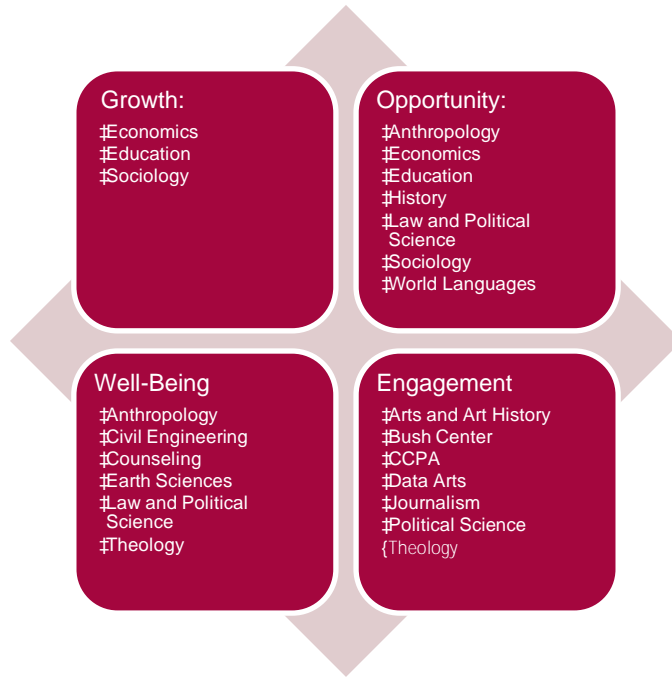 Growth:
‡Economics
‡Education
‡Sociology
Opportunity:
‡Anthropology
‡Economics
‡Education
‡History
‡Law and Political
Science
‡Sociology
‡World Languages
Well-Being
‡Anthropology
‡Civil Engineering
‡Counseling
‡Earth Sciences
‡Law and Political
Science
‡Theology
Engagement
‡Arts and Art History
‡Bush Center
‡CCPA
‡Data Arts
‡Journalism
‡Political Science
{Theology